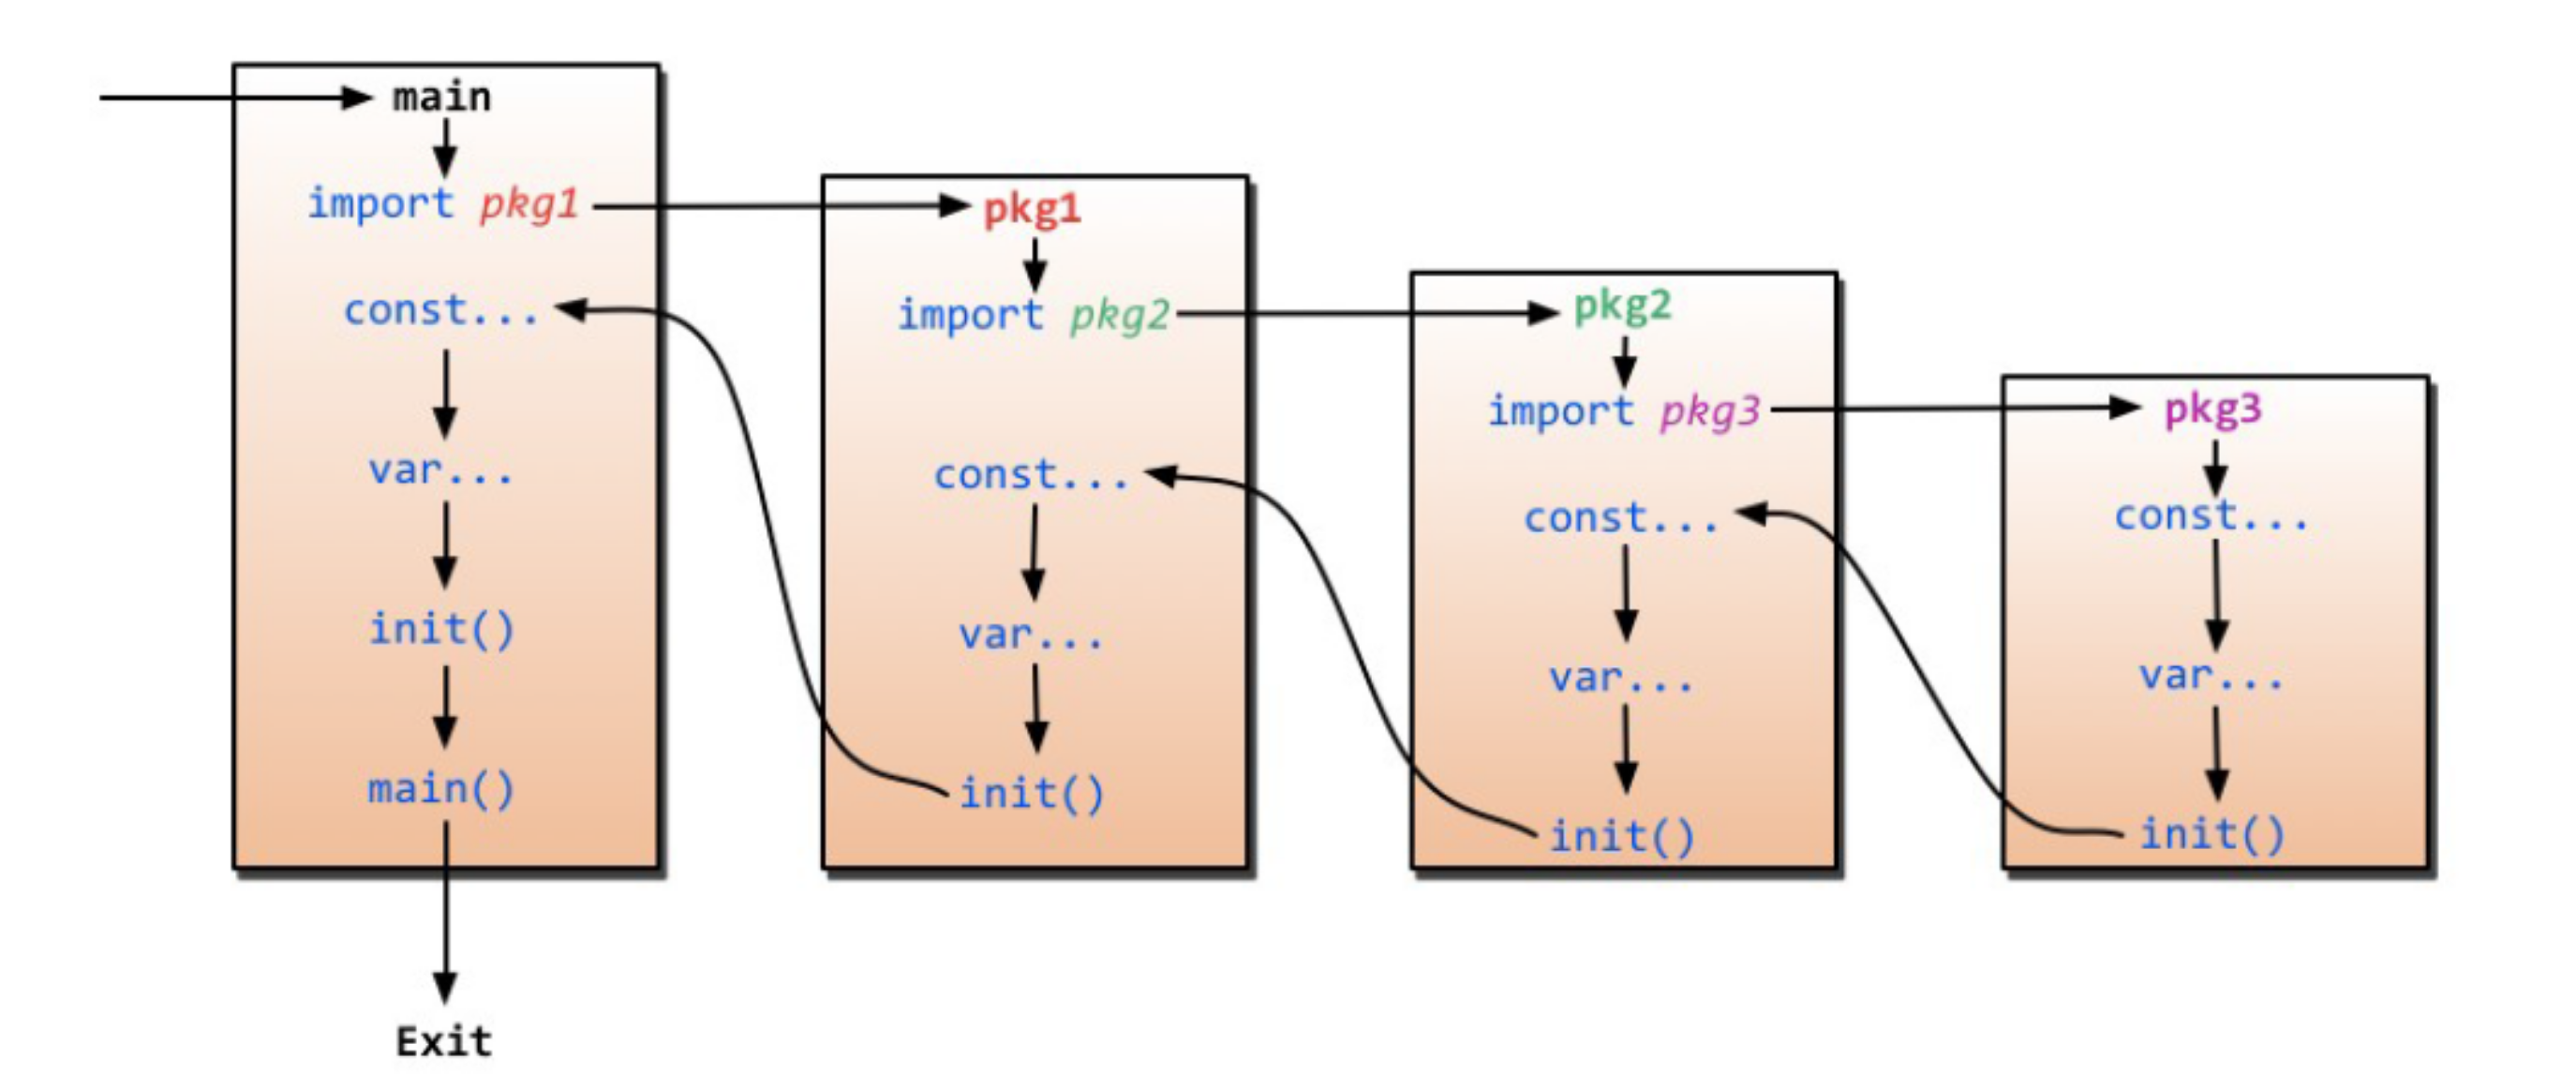 main
import pkg1
const...
var...
init()
main()
Exit
pkg1
import pkg2
const...
var...
init()
pkg2
import pkg3
const...
var...
init()
pkg3
const...
var...
init()